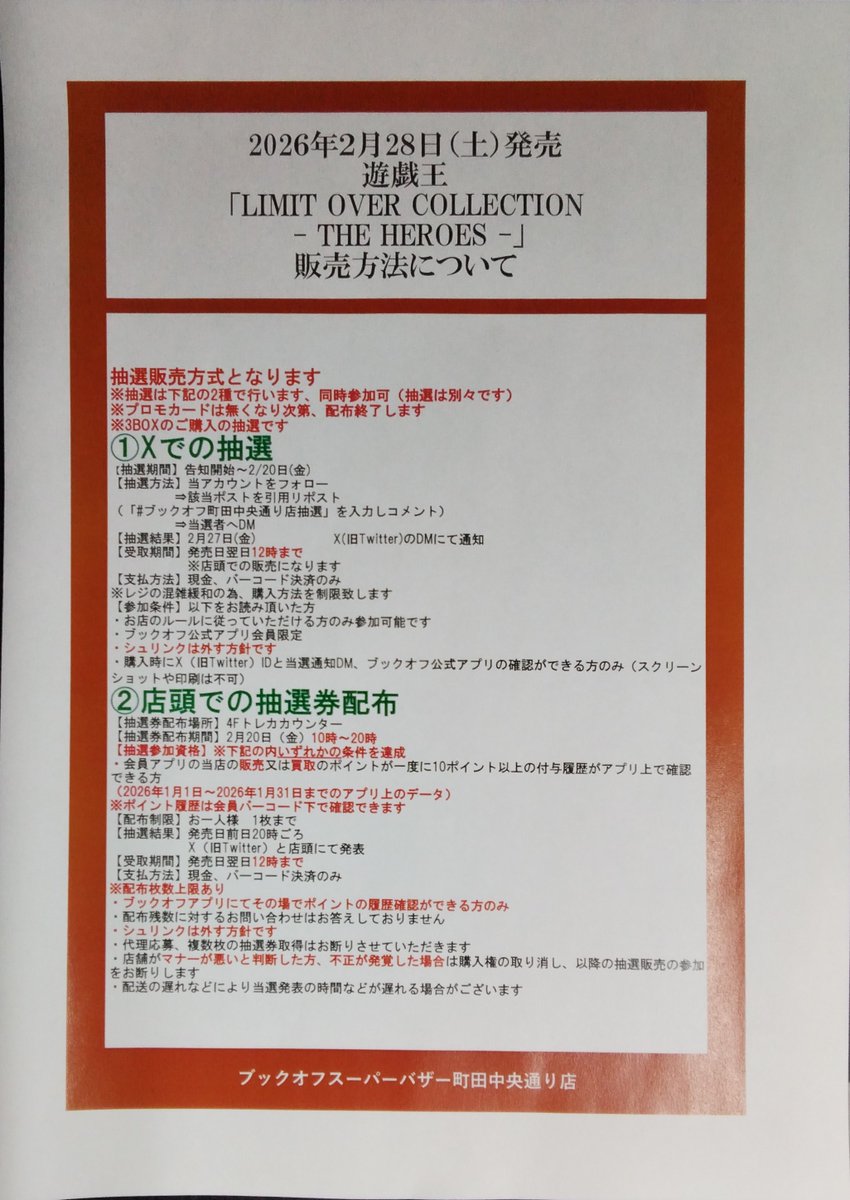 2026年2月28日(土)発売
遊戯王
「LIMIT OVER COLLECTION
- THE HEROES -」
販売方法について
抽選販売方式となります
※抽選は下記の2種で行います、同時参加可(抽選は別々です)
※プロモカードは無くなり次第、配布終了します
※3BOXのご購入の抽選です
①Xでの抽選
【抽選期間】告知開始～2/20日(金)
【抽選方法】当アカウントをフォロー
⇒該当ポストを引用リポスト
(「#ブックオフ町田中央通り店抽選」を入力しコメント)
⇒当選者へDM
【抽選結果】2月27日(金) X(旧Twitter)のDMにて通知
【受取期間】発売日翌日12時まで
※店頭での販売になります
【支払方法】現金、バーコード決済のみ
※レジの混雑緩和の為、購入方法を制限致します
【参加条件】以下をお読み頂いた方
・お店のルールに従っていただける方のみ参加可能です
・ブックオフ公式アプリ会員限定
・シュリンクは外す方針です
・購入時にX(旧Twitter)IDと当選通知DM、ブックオフ公式アプリの確認ができる方のみ(スクリーン
ショットや印刷は不可)
②店頭での抽選券配布
【抽選券配布場所】4Fトレカカウンター
【抽選券配布期間】2月20日(金)10時～20時
【抽選参加資格】※下記の内いずれかの条件を達成
・会員アプリの当店の販売又は買取のポイントが一度に10ポイント以上の付与履歴がアプリ上で確認
できる方
(2026年1月1日～2026年1月31日までのアプリ上のデータ)
※ポイント履歴は会員バーコード下で確認できます
【配布制限】お一人様 1枚まで
【抽選結果】発売日前日20時ごろ
X(旧Twitter)と店頭にて発表
【受取期間】発売日翌日12時まで
【支払方法】現金、バーコード決済のみ
※配布枚数上限あり
・ブックオフアプリにてその場でポイントの履歴確認ができる方のみ
・配布残数に対するお問い合わせはお答えしておりません
・シュリンクは外す方針です
・代理応募、複数枚の抽選券取得はお断りさせていただきます
・店舗がマナーが悪いと判断した方、不正が発覚した場合は購入権の取り消し、以降の抽選販売の参加
をお断りします
・配送の遅れなどにより当選発表の時間などが遅れる場合がございます
ブックオフスーパーバザー町田中央通り店